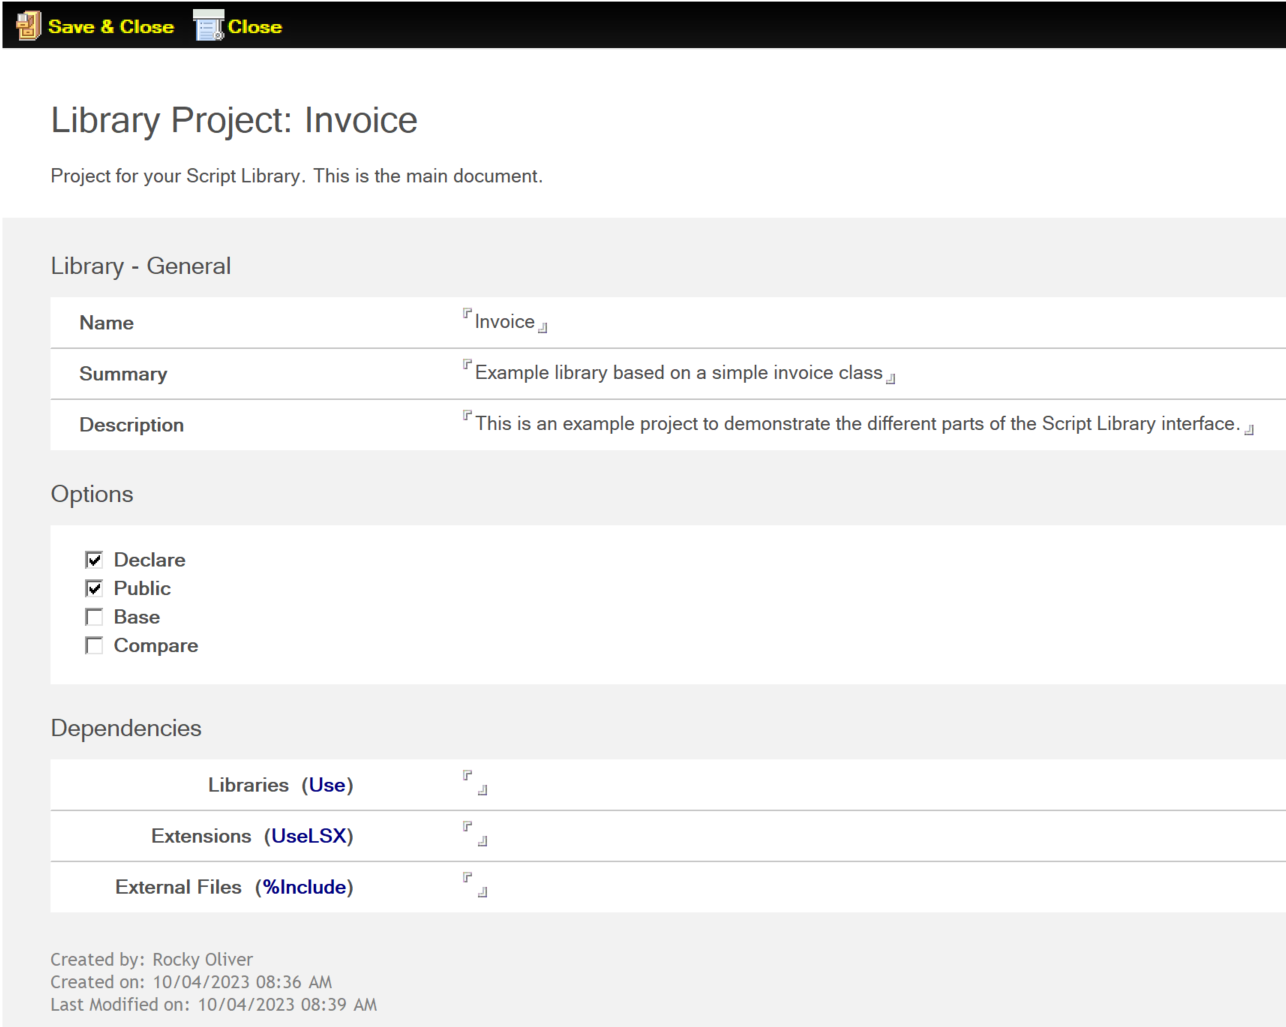 Save & Close Close
Library Project: Invoice
Project for your Script Library. This is the main document.
Library - General
Name Invoice
Summary Example library based on a simple invoice class
Description This is an example project to demonstrate the different parts of the Script Library interface.
Options
Declare
Public
Base
Compare
Dependencies
Libraries (Use)
Extensions (UseLSX)
External Files (%Include)
Created by: Rocky Oliver
Created on: 10/04/2023 08:36 AM
Last Modified on: 10/04/2023 08:39 AM